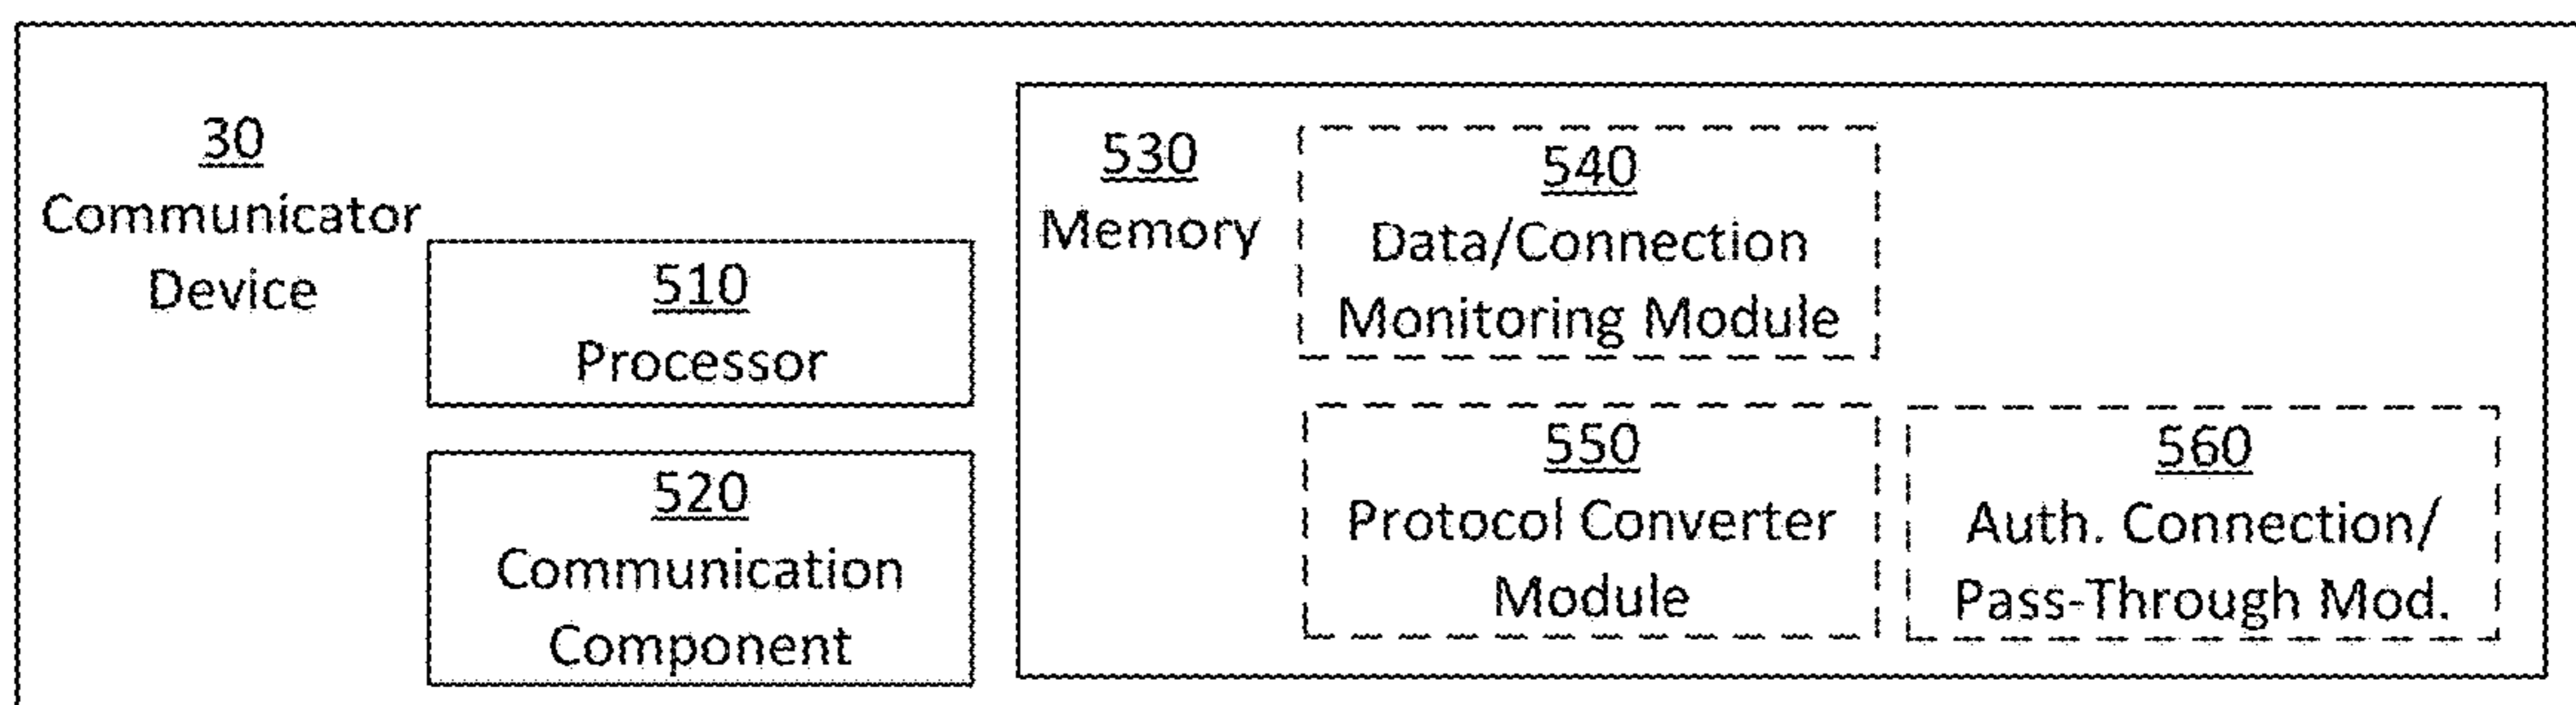 30
Communicator
Device
510
Processor
520
Communication
Component
530
Memory
540
Data/Connection
Monitoring Module
550
Protocol Converter
Module
560
Auth. Connection/
Pass-Through Mod.